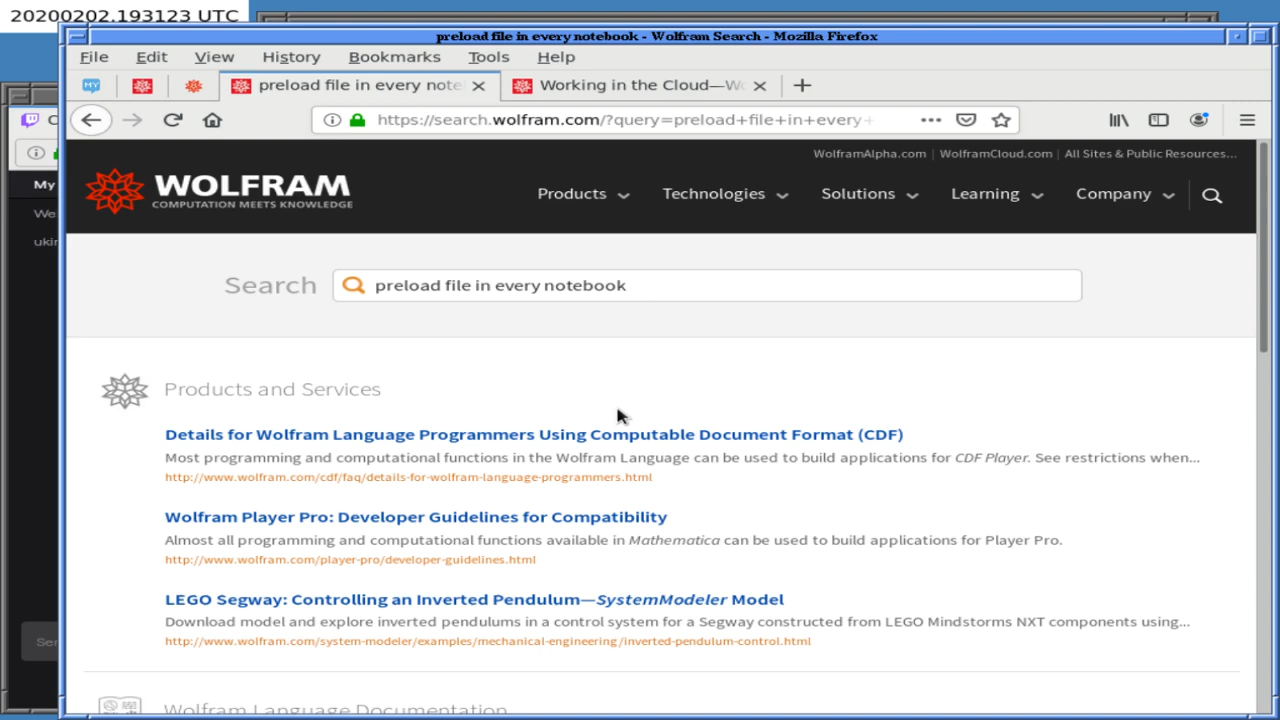 20200202.193123 UTC
preload file in every notebook - Wolfram Search - Mozilla Firefox
File Edit View History Bookmarks Tools Help
MY preload file in every note Working in the Cloud—Wo
https://search.wolfram.com/?query=preload+file+in+every+
WolframAlpha.com | WolframCloud.com | All Sites & Public Resources...
WOLFRAM
COMPUTATION MEETS KNOWLEDGE
Products Technologies Solutions Learning Company
My
We
ukin
Search preload file in every notebook
Products and Services
Details for Wolfram Language Programmers Using Computable Document Format (CDF)
Most programming and computational functions in the Wolfram Language can be used to build applications for CDF Player. See restrictions when...
http://www.wolfram.com/cdf/faq/details-for-wolfram-language-programmers.html
Wolfram Player Pro: Developer Guidelines for Compatibility
Almost all programming and computational functions available in Mathematica can be used to build applications for Player Pro.
http://www.wolfram.com/player-pro/developer-guidelines.html
LEGO Segway: Controlling an Inverted Pendulum—SystemModeler Model
Download model and explore inverted pendulums in a control system for a Segway constructed from LEGO Mindstorms NXT components using...
http://www.wolfram.com/system-modeler/examples/mechanical-engineering/inverted-pendulum-control.html
Sen
Wolfram Language Documentation